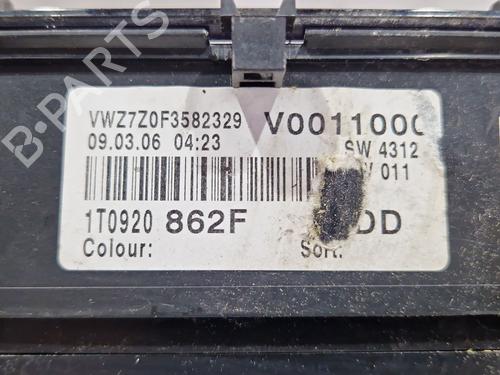 B-PARTS
VWZ7Z0F3582329 V0011000
09.03.06 04:23 SW 4312
011
1T0920 862F DD
Colour: Sort: